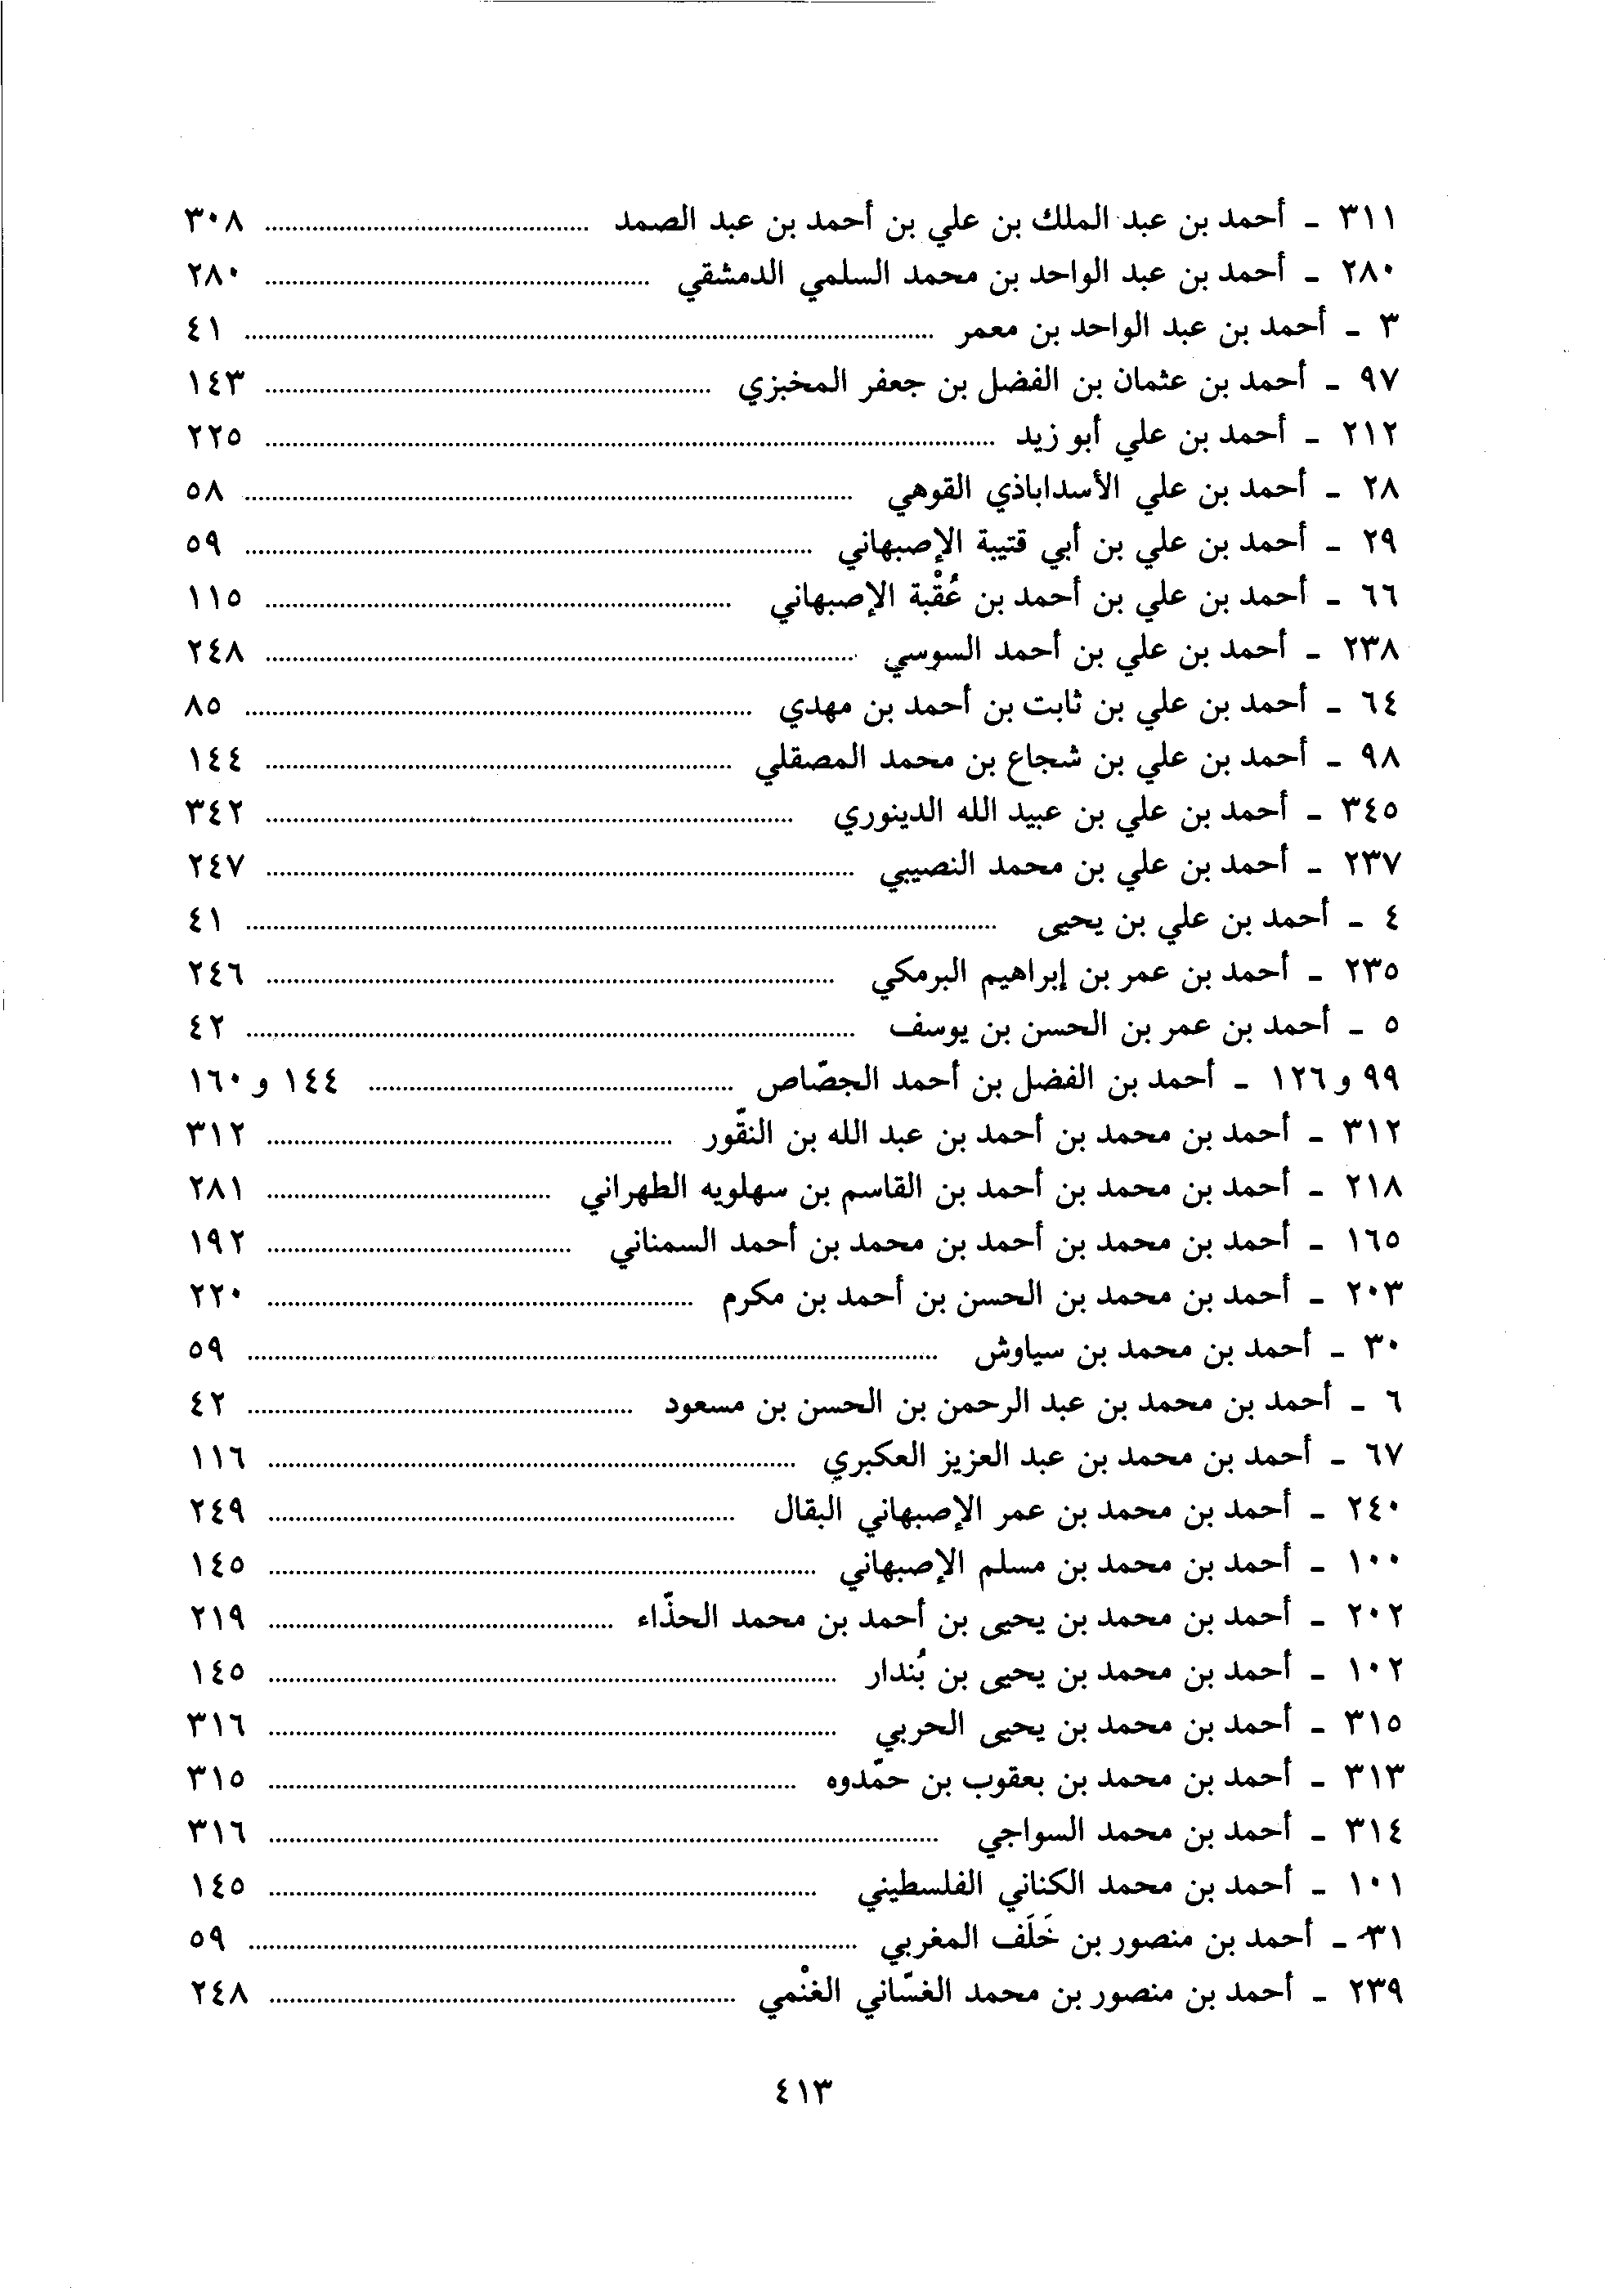 ٣١١ - أحمد بن عبد الملك بن علي بن أحمد بن عبد الصمد ........ ٣٠٨
٢٨٠ - أحمد بن عبد الواحد بن محمد السلمي الدمشقي ........ ٢٨٠
٣ - أحمد بن عبد الواحد بن معمر ........ ٤١
٩٧ - أحمد بن عثمان بن الفضل بن جعفر المخبزي ........ ١٤٣
٢١٢ - أحمد بن علي أبو زيد ........ ٢٢٥
٢٨ - أحمد بن علي الأسداباذي القوهي ........ ٥٨
٢٩ - أحمد بن علي بن أبي قتيبة الإصبهاني ........ ٥٩
٦٦ - أحمد بن علي بن أحمد بن عُقْبة الإصبهاني ........ ١١٥
٢٣٨ - أحمد بن علي بن أحمد السوسي ........ ٢٤٨
٦٤ - أحمد بن علي بن ثابت بن أحمد بن مهدي ........ ٨٥
٩٨ - أحمد بن علي بن شجاع بن محمد المصقلي ........ ١٤٤
٣٤٥ - أحمد بن علي بن عبيد الله الدينوري ........ ٣٤٢
٢٣٧ - أحمد بن علي بن محمد النصيبي ........ ٢٤٧
٤ - أحمد بن علي بن يحيى ........ ٤١
٢٣٥ - أحمد بن عمر بن إبراهيم البرمكي ........ ٢٤٦
٥ - أحمد بن عمر بن الحسن بن يوسف ........ ٤٢
٩٩ و ١٢٦ - أحمد بن الفضل بن أحمد الجصّاص ........ ١٤٤ و ١٦٠
٣١٢ - أحمد بن محمد بن أحمد بن عبد الله بن النقّور ........ ٣١٢
٢١٨ - أحمد بن محمد بن أحمد بن القاسم بن سهلويه الطهراني ........ ٢٨١
١٦٥ - أحمد بن محمد بن أحمد بن محمد بن أحمد السمناني ........ ١٩٢
٢٠٣ - أحمد بن محمد بن الحسن بن أحمد بن مكرم ........ ٢٢٠
٣٠ - أحمد بن محمد بن سياوش ........ ٥٩
٦ - أحمد بن محمد بن عبد الرحمن بن الحسن بن مسعود ........ ٤٢
٦٧ - أحمد بن محمد بن عبد العزيز العكبري ........ ١١٦
٢٤٠ - أحمد بن محمد بن عمر الإصبهاني البقال ........ ٢٤٩
١٠٠ - أحمد بن محمد بن مسلم الإصبهاني ........ ١٤٥
٢٠٢ - أحمد بن محمد بن يحيى بن أحمد بن محمد الحذّاء ........ ٢١٩
١٠٢ - أحمد بن محمد بن يحيى بن بُندار ........ ١٤٥
٣١٥ - أحمد بن محمد بن يحيى الحربي ........ ٣١٦
٣١٣ - أحمد بن محمد بن بعقوب بن حمّدوه ........ ٣١٥
٣١٤ - أحمد بن محمد السواجي ........ ٣١٦
١٠١ - أحمد بن محمد الكناني الفلسطيني ........ ١٤٥
٣١ - أحمد بن منصور بن خَلَف المغربي ........ ٥٩
٢٣٩ - أحمد بن منصور بن محمد الغسّاني الغنْمي ........ ٢٤٨
٤١٣